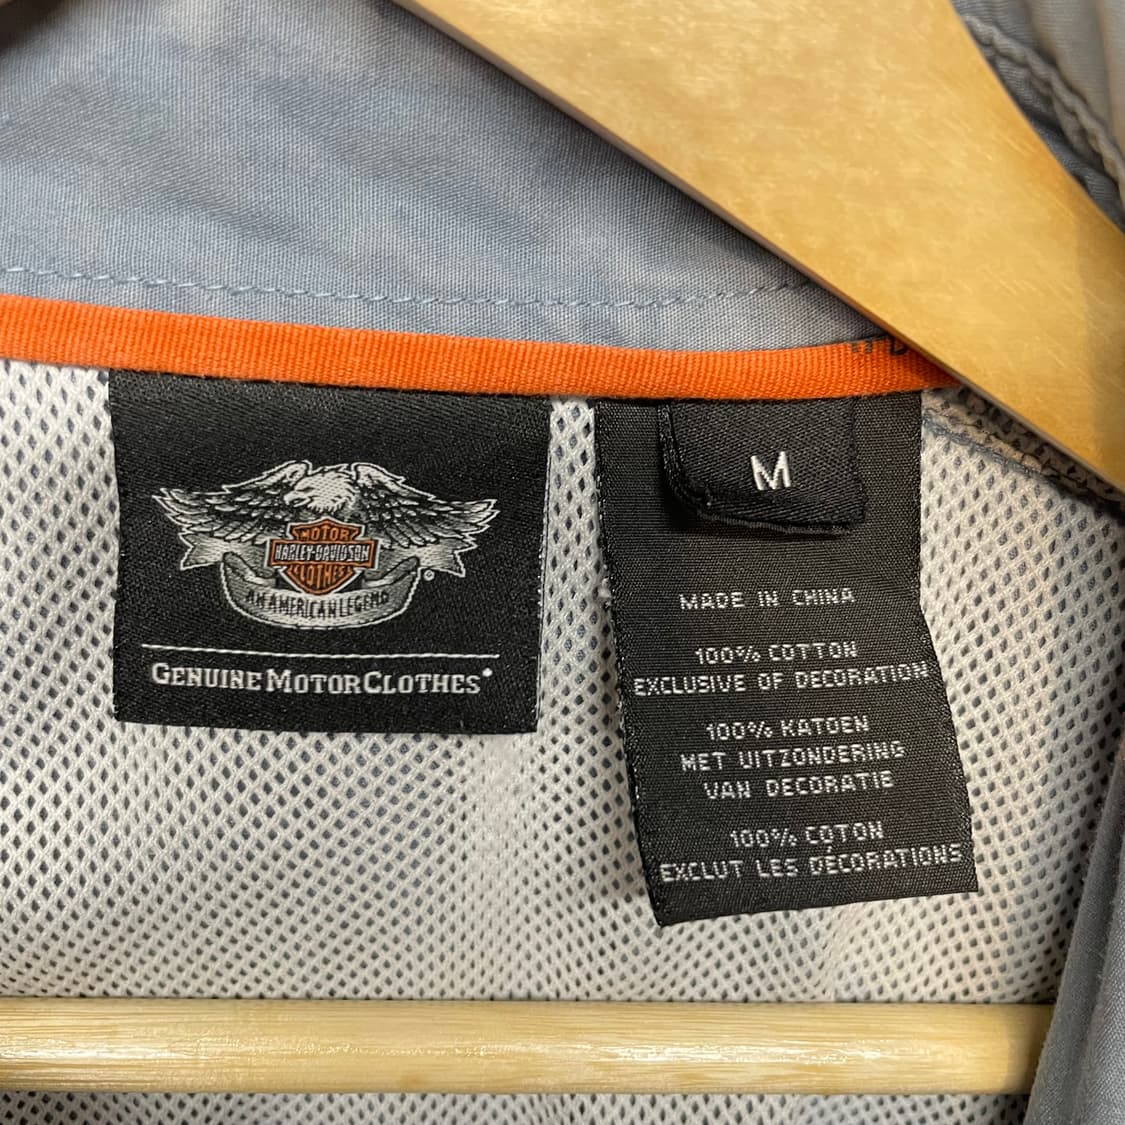 MOTOR
HARLEY-DAVIDSON
CLOTHES
AN AMERICAN LEGEND
®
GENUINE MOTORCLOTHES®
M
MADE IN CHINA
100% COTTON
EXCLUSIVE OF DECORATION
100% KATOEN
MET UITZONDERING
VAN DECORATIE
100% COTON
EXCLUT LES DÉCORATIONS